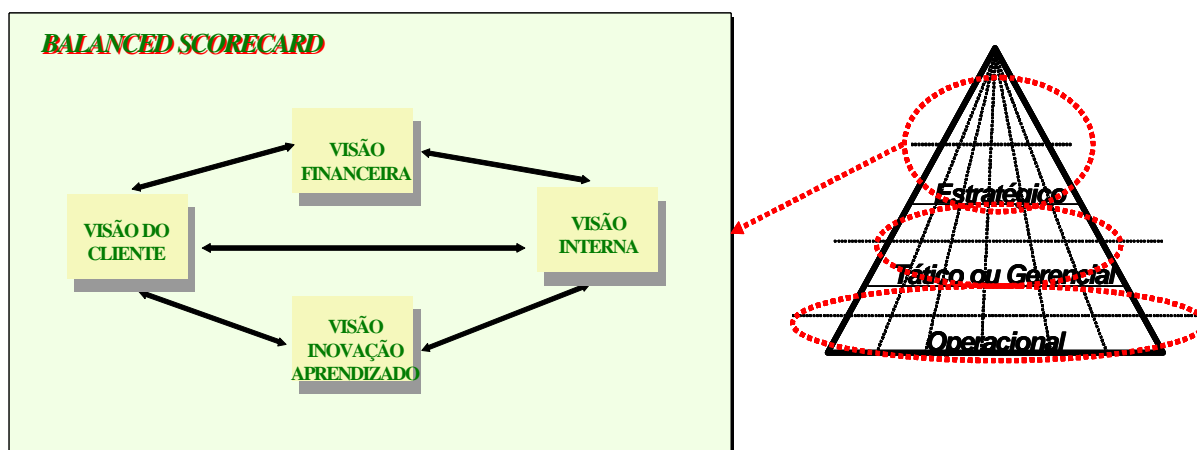 BALANCED SCORECARD
VISÃO
FINANCEIRA
VISÃO DO
CLIENTE
VISÃO
INTERNA
VISÃO
INOVAÇÃO
APRENDIZADO
Estratégico
Tático ou Gerencial
Operacional